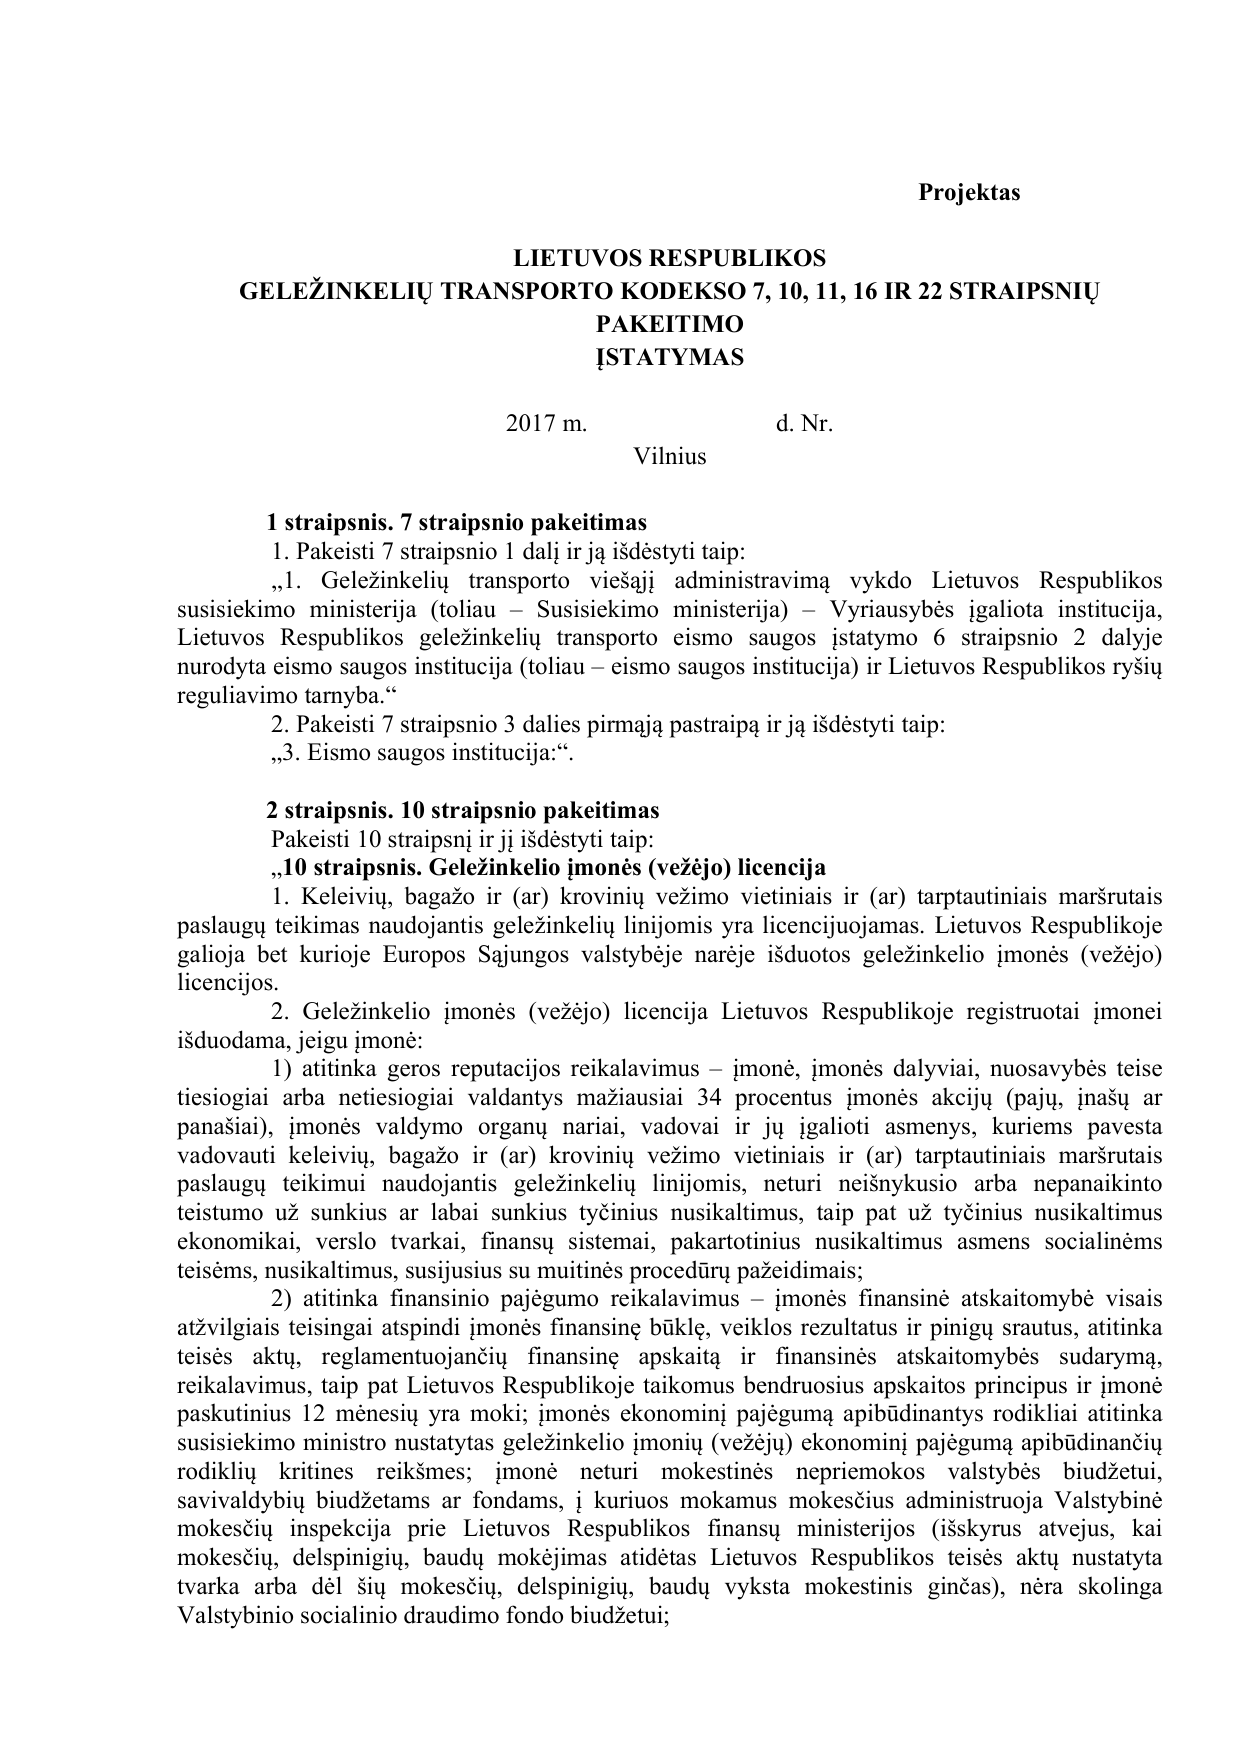 Projektas
LIETUVOS RESPUBLIKOS
GELEŽINKELIŲ TRANSPORTO KODEKSO 7, 10, 11, 16 IR 22 STRAIPSNIŲ
PAKEITIMO
ĮSTATYMAS
2017 m. d. Nr.
Vilnius
1 straipsnis. 7 straipsnio pakeitimas
1. Pakeisti 7 straipsnio 1 dalį ir ją išdėstyti taip:
„1. Geležinkelių transporto viešąjį administravimą vykdo Lietuvos Respublikos
susisiekimo ministerija (toliau – Susisiekimo ministerija) – Vyriausybės įgaliota institucija,
Lietuvos Respublikos geležinkelių transporto eismo saugos įstatymo 6 straipsnio 2 dalyje
nurodyta eismo saugos institucija (toliau – eismo saugos institucija) ir Lietuvos Respublikos ryšių
reguliavimo tarnyba.“
2. Pakeisti 7 straipsnio 3 dalies pirmąją pastraipą ir ją išdėstyti taip:
„3. Eismo saugos institucija:“.
2 straipsnis. 10 straipsnio pakeitimas
Pakeisti 10 straipsnį ir jį išdėstyti taip:
„10 straipsnis. Geležinkelio įmonės (vežėjo) licencija
1. Keleivių, bagažo ir (ar) krovinių vežimo vietiniais ir (ar) tarptautiniais maršrutais
paslaugų teikimas naudojantis geležinkelių linijomis yra licencijuojamas. Lietuvos Respublikoje
galioja bet kurioje Europos Sąjungos valstybėje narėje išduotos geležinkelio įmonės (vežėjo)
licencijos.
2. Geležinkelio įmonės (vežėjo) licencija Lietuvos Respublikoje registruotai įmonei
išduodama, jeigu įmonė:
1) atitinka geros reputacijos reikalavimus – įmonė, įmonės dalyviai, nuosavybės teise
tiesiogiai arba netiesiogiai valdantys mažiausiai 34 procentus įmonės akcijų (pajų, įnašų ar
panašiai), įmonės valdymo organų nariai, vadovai ir jų įgalioti asmenys, kuriems pavesta
vadovauti keleivių, bagažo ir (ar) krovinių vežimo vietiniais ir (ar) tarptautiniais maršrutais
paslaugų teikimui naudojantis geležinkelių linijomis, neturi neišnykusio arba nepanaikinto
teistumo už sunkius ar labai sunkius tyčinius nusikaltimus, taip pat už tyčinius nusikaltimus
ekonomikai, verslo tvarkai, finansų sistemai, pakartotinius nusikaltimus asmens socialinėms
teisėms, nusikaltimus, susijusius su muitinės procedūrų pažeidimais;
2) atitinka finansinio pajėgumo reikalavimus – įmonės finansinė atskaitomybė visais
atžvilgiais teisingai atspindi įmonės finansinę būklę, veiklos rezultatus ir pinigų srautus, atitinka
teisės aktų, reglamentuojančių finansinę apskaitą ir finansinės atskaitomybės sudarymą,
reikalavimus, taip pat Lietuvos Respublikoje taikomus bendruosius apskaitos principus ir įmonė
paskutinius 12 mėnesių yra moki; įmonės ekonominį pajėgumą apibūdinantys rodikliai atitinka
susisiekimo ministro nustatytas geležinkelio įmonių (vežėjų) ekonominį pajėgumą apibūdinančių
rodiklių kritines reikšmes; įmonė neturi mokestinės nepriemokos valstybės biudžetui,
savivaldybių biudžetams ar fondams, į kuriuos mokamus mokesčius administruoja Valstybinė
mokesčių inspekcija prie Lietuvos Respublikos finansų ministerijos (išskyrus atvejus, kai
mokesčių, delspinigių, baudų mokėjimas atidėtas Lietuvos Respublikos teisės aktų nustatyta
tvarka arba dėl šių mokesčių, delspinigių, baudų vyksta mokestinis ginčas), nėra skolinga
Valstybinio socialinio draudimo fondo biudžetui;